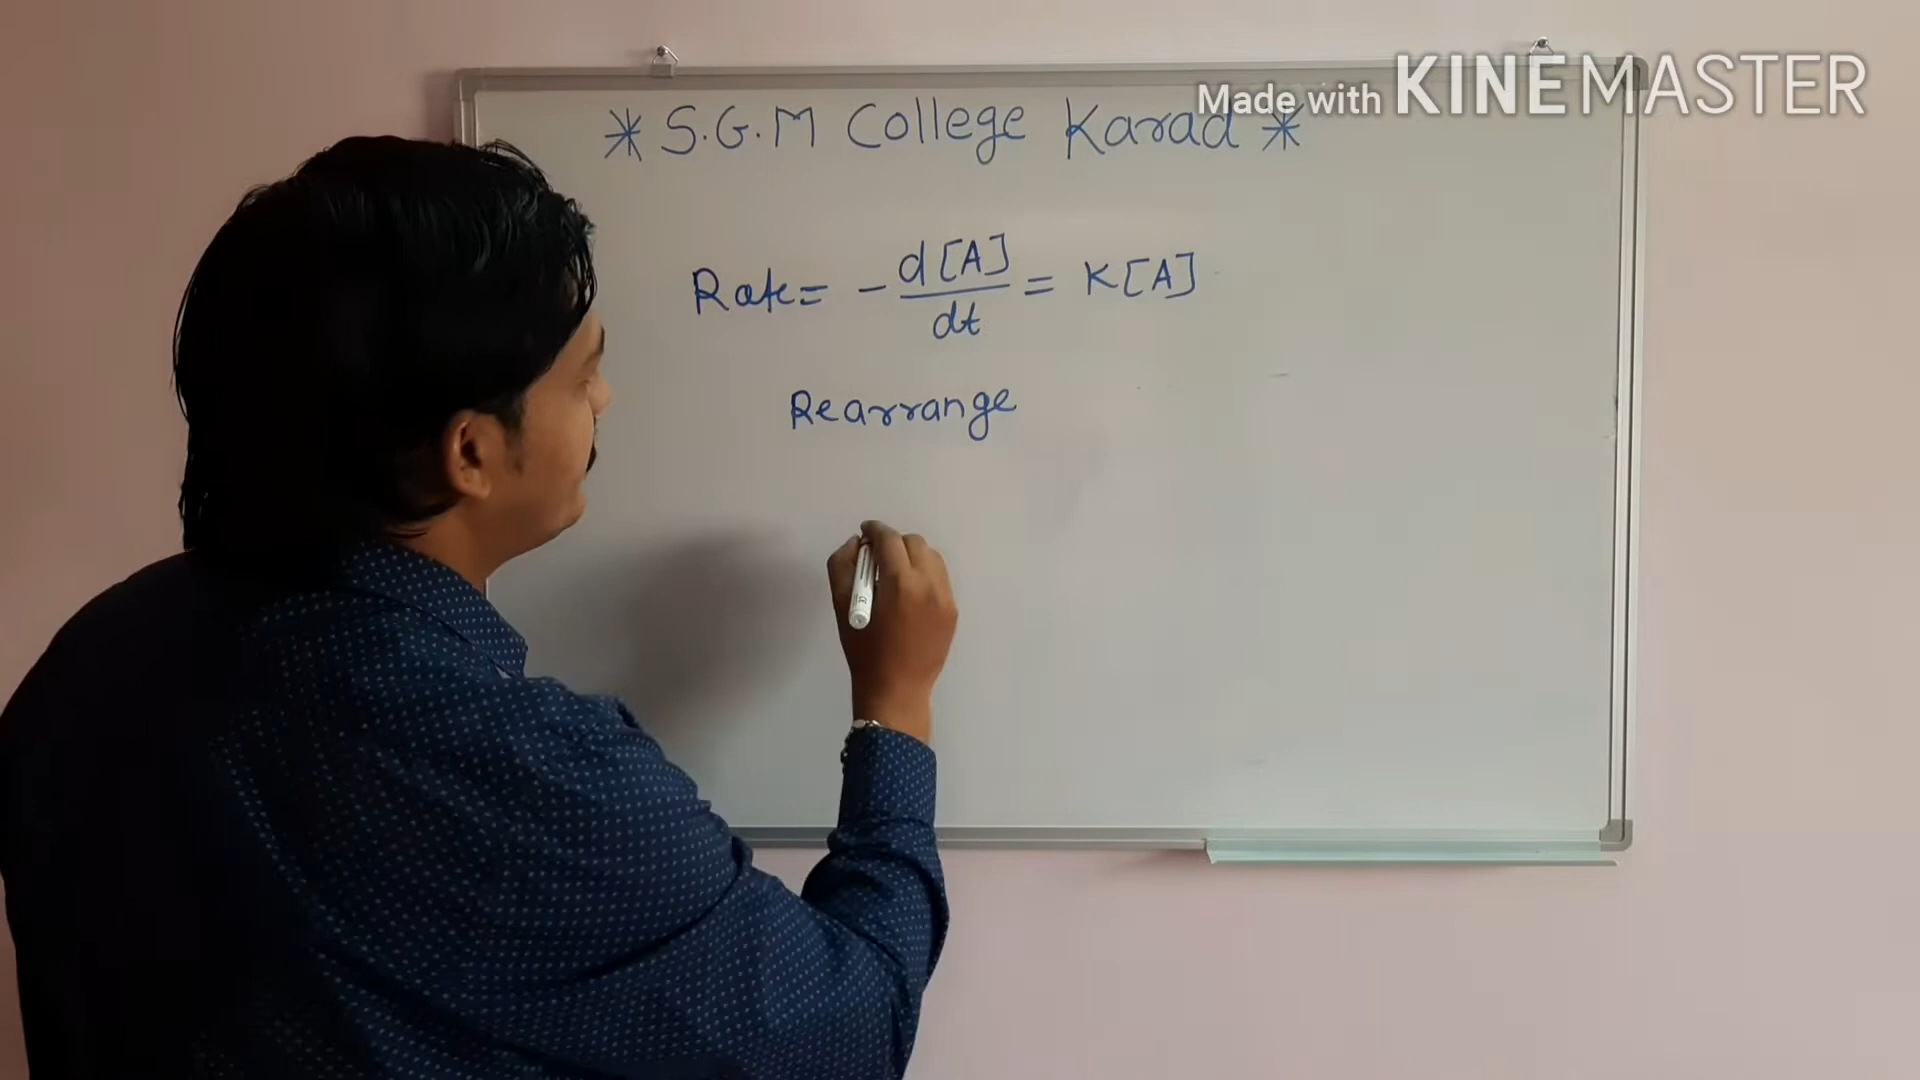 Made with KINEMASTER
* S.G.M College Karad *
Rate = - d[A]/dt = K[A]
Rearrange